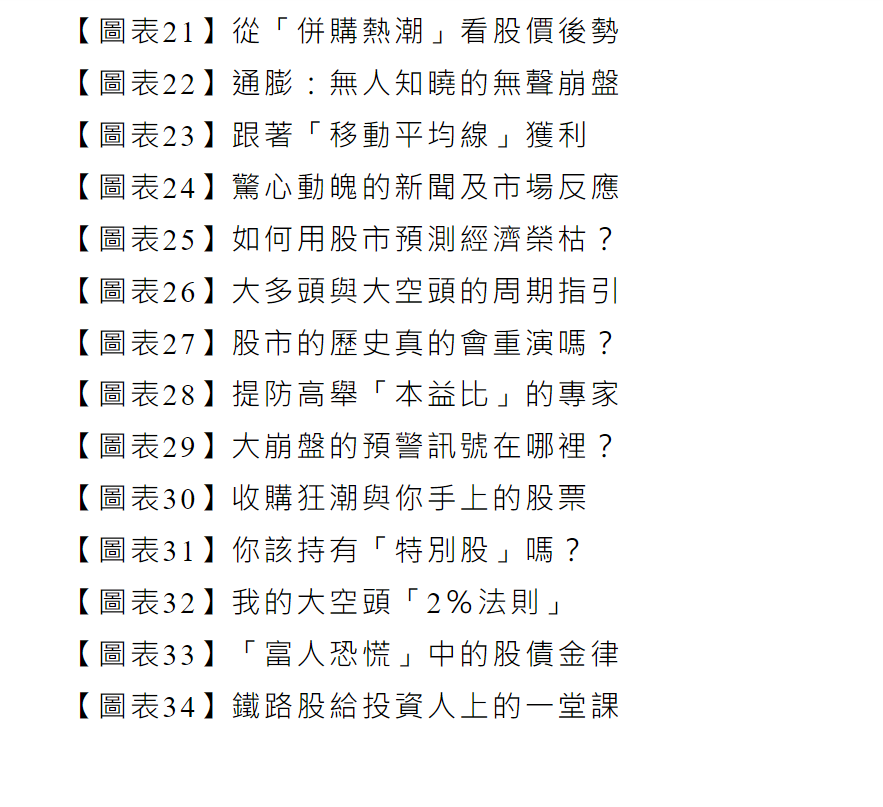 【圖表21】從「併購熱潮」看股價後勢
【圖表22】通膨：無人知曉的無聲崩盤
【圖表23】跟著「移動平均線」獲利
【圖表24】驚心動魄的新聞及市場反應
【圖表25】如何用股市預測經濟榮枯？
【圖表26】大多頭與大空頭的周期指引
【圖表27】股市的歷史真的會重演嗎？
【圖表28】提防高舉「本益比」的專家
【圖表29】大崩盤的預警訊號在哪裡？
【圖表30】收購狂潮與你手上的股票
【圖表31】你該持有「特別股」嗎？
【圖表32】我的大空頭「2％法則」
【圖表33】「富人恐慌」中的股債金律
【圖表34】鐵路股給投資人上的一堂課